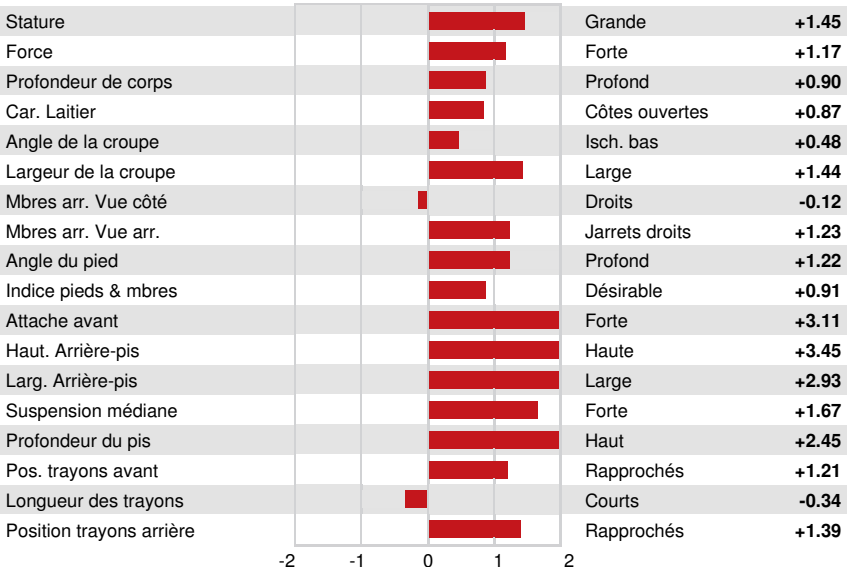 Stature Grande +1.45
Force Forte +1.17
Profondeur de corps Profond +0.90
Car. Laitier Côtes ouvertes +0.87
Angle de la croupe Isch. bas +0.48
Largeur de la croupe Large +1.44
Mbres arr. Vue côté Droits -0.12
Mbres arr. Vue arr. Jarrets droits +1.23
Angle du pied Profond +1.22
Indice pieds & mbres Désirable +0.91
Attache avant Forte +3.11
Haut. Arrière-pis Haute +3.45
Larg. Arrière-pis Large +2.93
Suspension médiane Forte +1.67
Profondeur du pis Haut +2.45
Pos. trayons avant Rapprochés +1.21
Longueur des trayons Courts -0.34
Position trayons arrière Rapprochés +1.39
-2 -1 0 1 2